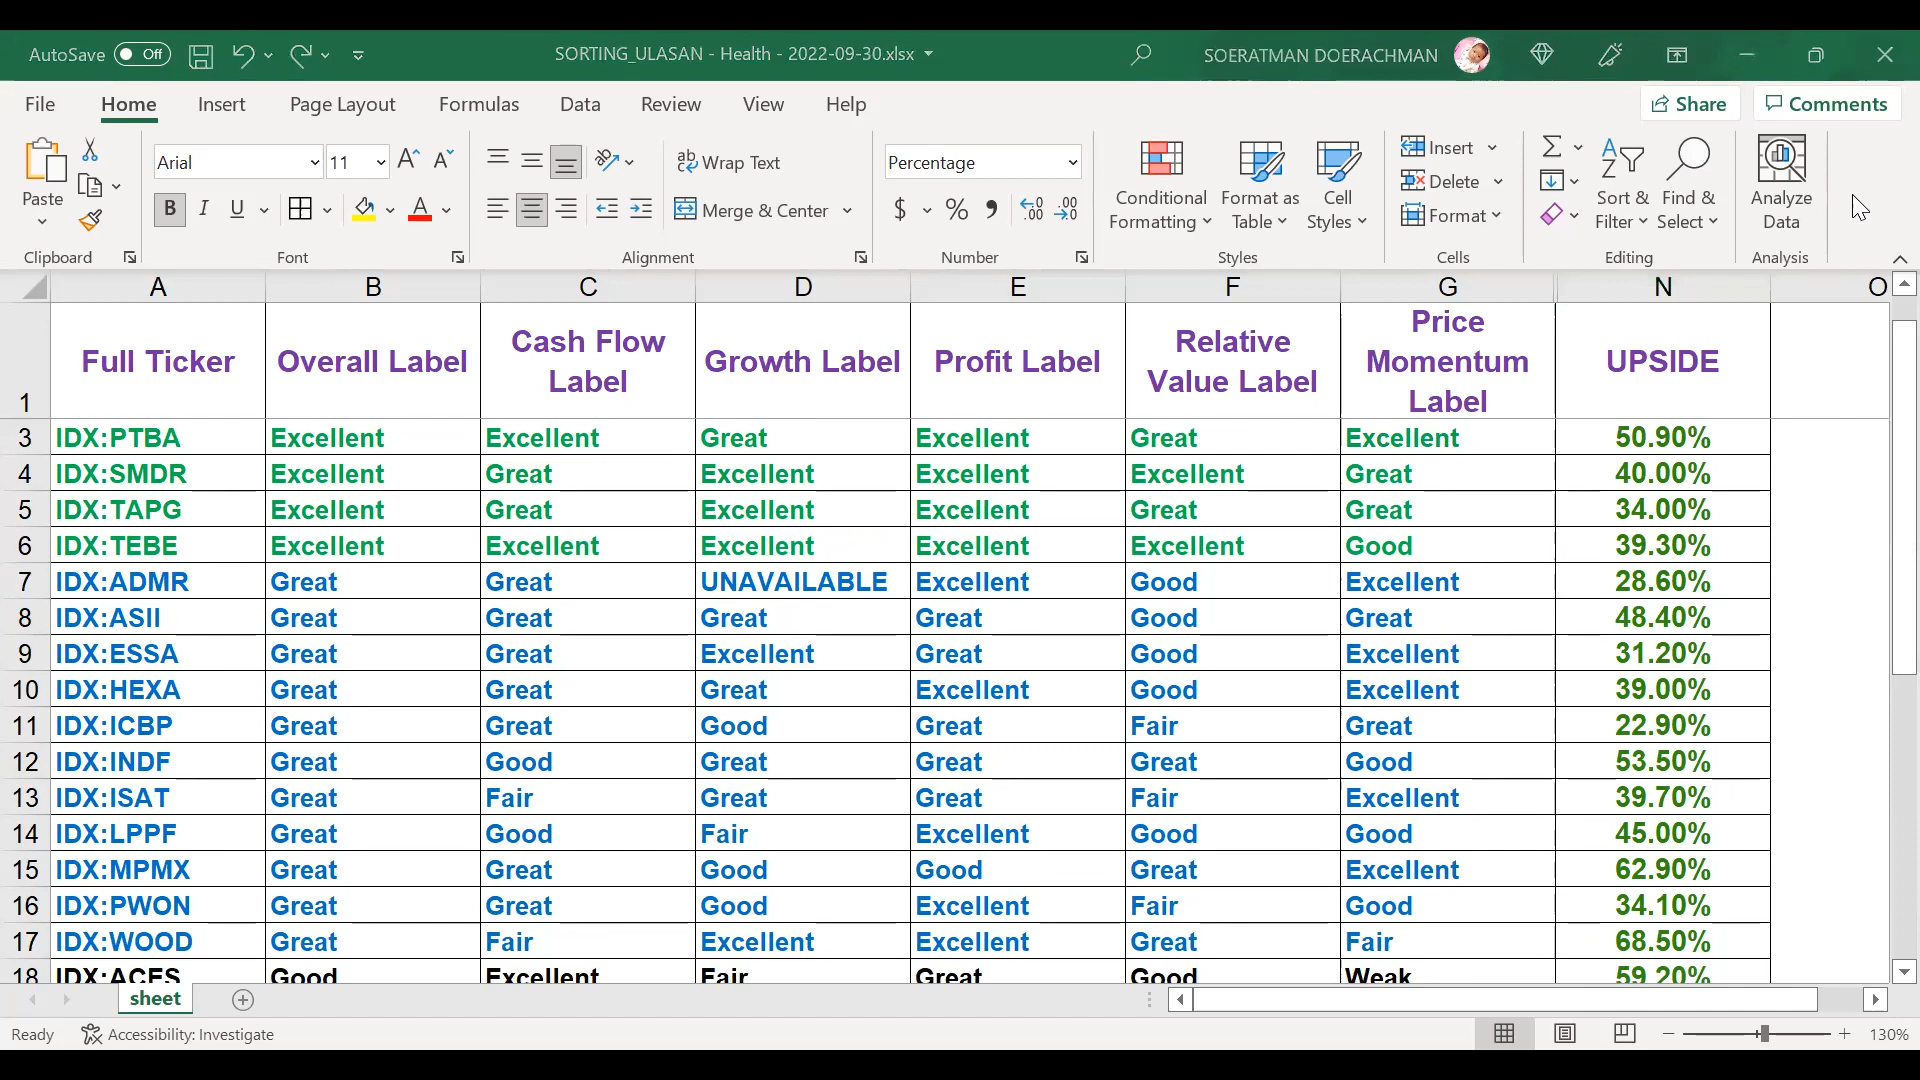 AutoSave Off SORTING_ULASAN - Health - 2022-09-30.xlsx SOERATMAN DOERACHMAN
File Home Insert Page Layout Formulas Data Review View Help Share Comments
Paste
Clipboard
Arial 11
B I U
Font
ab Wrap Text
Merge & Center
Alignment
Percentage
$ % 9 .00 .00
Number
Conditional Formatting
Format as Table
Cell Styles
Styles
Insert
Delete
Format
Cells
Sort & Filter
Find & Select
Editing
Analyze Data
Analysis
A B C D E F G N O
1 Full Ticker Overall Label Cash Flow Label Growth Label Profit Label Relative Value Label Price Momentum Label UPSIDE
3 IDX:PTBA Excellent Excellent Great Excellent Great Excellent 50.90%
4 IDX:SMDR Excellent Great Excellent Excellent Excellent Great 40.00%
5 IDX:TAPG Excellent Great Excellent Excellent Great Great 34.00%
6 IDX:TEBE Excellent Excellent Excellent Excellent Excellent Good 39.30%
7 IDX:ADMR Great Great UNAVAILABLE Excellent Good Excellent 28.60%
8 IDX:ASII Great Great Great Great Good Great 48.40%
9 IDX:ESSA Great Great Excellent Great Good Excellent 31.20%
10 IDX:HEXA Great Great Great Excellent Good Excellent 39.00%
11 IDX:ICBP Great Great Good Great Fair Great 22.90%
12 IDX:INDF Great Good Great Great Great Good 53.50%
13 IDX:ISAT Great Fair Great Great Fair Excellent 39.70%
14 IDX:LPPF Great Good Fair Excellent Good Good 45.00%
15 IDX:MPMX Great Great Good Good Great Excellent 62.90%
16 IDX:PWON Great Great Good Excellent Fair Good 34.10%
17 IDX:WOOD Great Fair Excellent Excellent Great Fair 68.50%
18 IDX:ACES Good Excellent Fair Great Good Weak 59.20%
sheet
Ready Accessibility: Investigate 130%